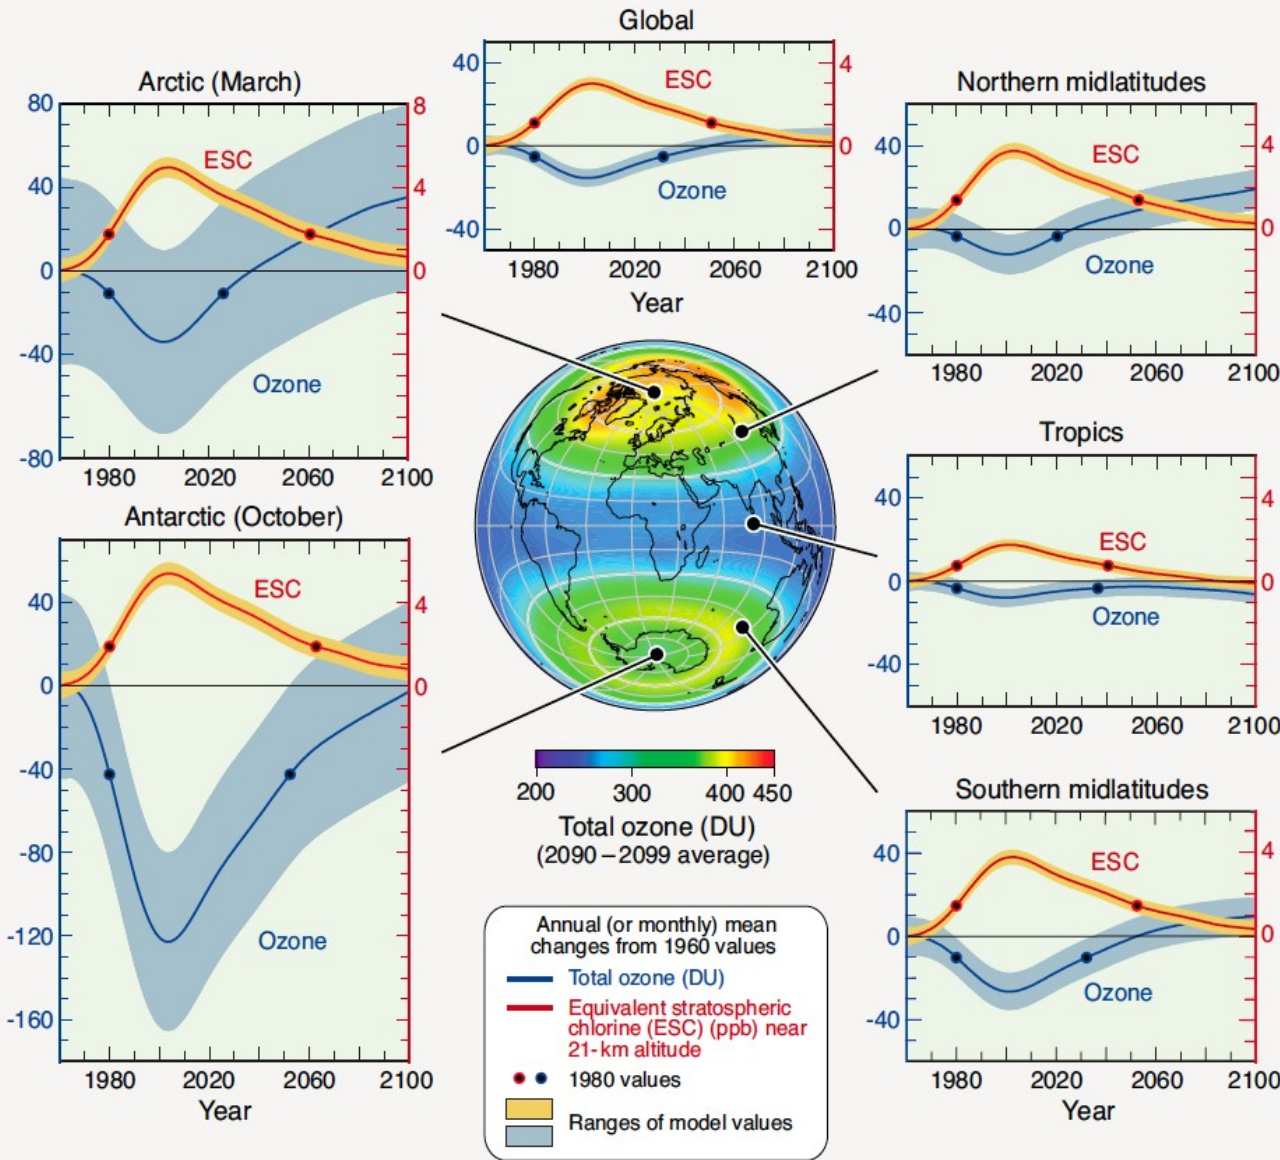 Global
40
0
-40
4
0
ESC
Ozone
1980 2020 2060 2100
Year
Arctic (March)
80
40
0
-40
-80
8
4
0
ESC
Ozone
1980 2020 2060 2100
Northern midlatitudes
40
0
-40
4
0
ESC
Ozone
1980 2020 2060 2100
Tropics
40
0
-40
4
0
ESC
Ozone
1980 2020 2060 2100
Antarctic (October)
40
0
-40
-80
-120
-160
4
0
ESC
Ozone
1980 2020 2060 2100
Year
200 300 400 450
Total ozone (DU)
(2090 – 2099 average)
Southern midlatitudes
40
0
-40
4
0
ESC
Ozone
1980 2020 2060 2100
Year
Annual (or monthly) mean
changes from 1960 values
Total ozone (DU)
Equivalent stratospheric
chlorine (ESC) (ppb) near
21-km altitude
1980 values
Ranges of model values